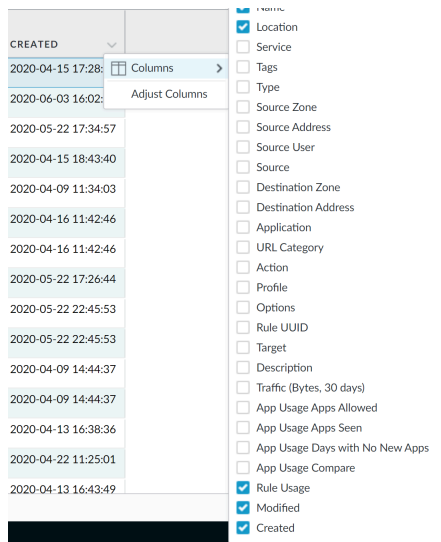 CREATED
2020-04-15 17:28:
2020-06-03 16:02:
2020-05-22 17:34:57
2020-04-15 18:43:40
2020-04-09 11:34:03
2020-04-16 11:42:46
2020-04-16 11:42:46
2020-05-22 17:26:44
2020-05-22 22:45:53
2020-05-22 22:45:53
2020-04-09 14:44:37
2020-04-09 14:44:37
2020-04-13 16:38:36
2020-04-22 11:25:01
2020-04-13 16:43:49
Columns
Adjust Columns
Name
Location
Service
Tags
Type
Source Zone
Source Address
Source User
Source
Destination Zone
Destination Address
Application
URL Category
Action
Profile
Options
Rule UUID
Target
Description
Traffic (Bytes, 30 days)
App Usage Apps Allowed
App Usage Apps Seen
App Usage Days with No New Apps
App Usage Compare
Rule Usage
Modified
Created